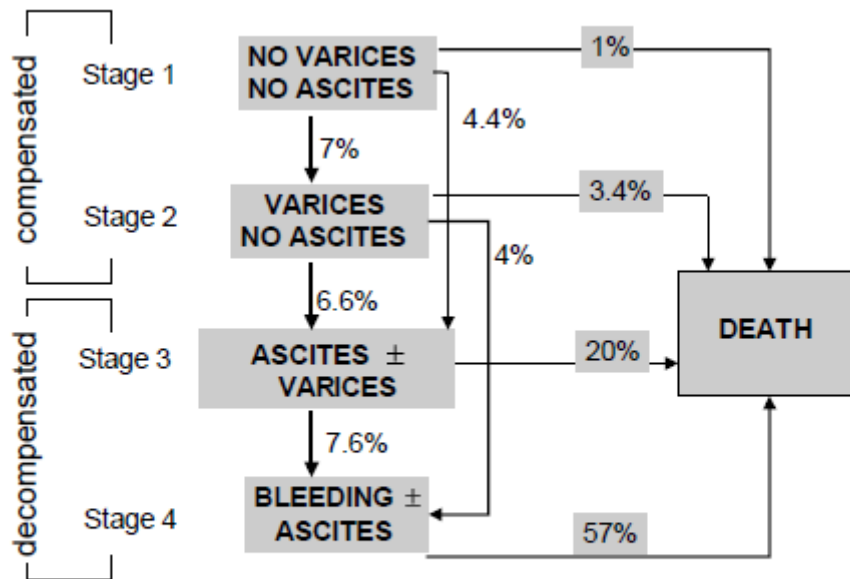 compensated
Stage 1
NO VARICES
NO ASCITES
1%
4.4%
7%
Stage 2
VARICES
NO ASCITES
3.4%
4%
6.6%
decompensated
Stage 3
ASCITES ±
VARICES
20%
DEATH
7.6%
Stage 4
BLEEDING ±
ASCITES
57%